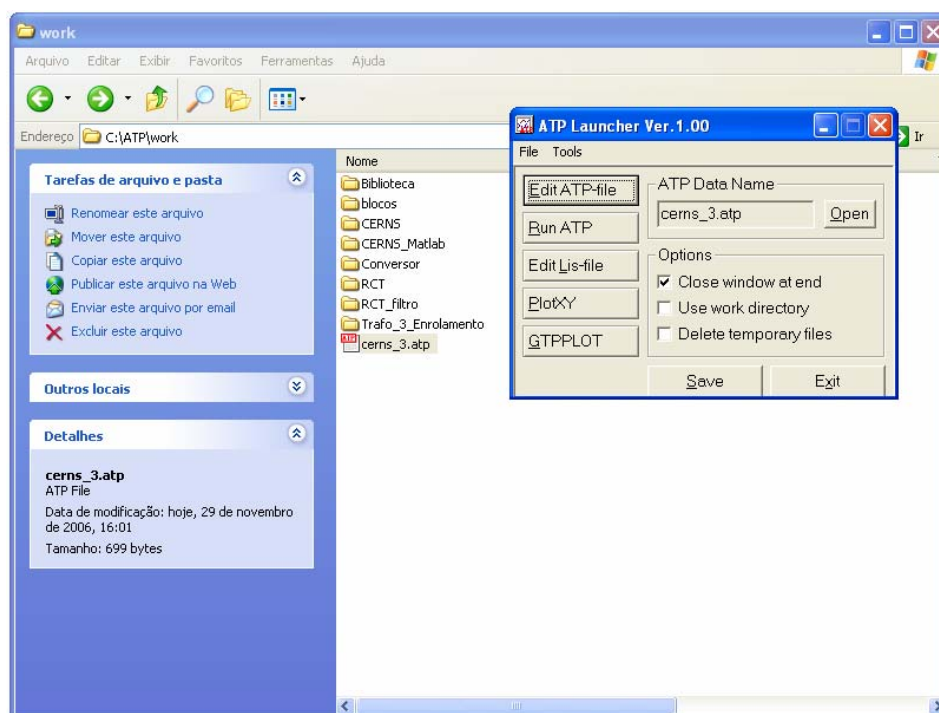 work
Arquivo Editar Exibir Favoritos Ferramentas Ajuda
Endereço C:\ATP\work
Ir
Tarefas de arquivo e pasta
Renomear este arquivo
Mover este arquivo
Copiar este arquivo
Publicar este arquivo na Web
Enviar este arquivo por email
Excluir este arquivo
Outros locais
Detalhes
cerns_3.atp
ATP File
Data de modificação: hoje, 29 de novembro
de 2006, 16:01
Tamanho: 699 bytes
Nome
Biblioteca
blocos
CERNS
CERNS_Matlab
Conversor
RCT
RCT_filtro
Trafo_3_Enrolamento
cerns_3.atp
ATP Launcher Ver.1.00
File Tools
Edit ATP-file
Run ATP
Edit Lis-file
PlotXY
GTPPLOT
ATP Data Name
cerns_3.atp Open
Options
Close window at end
Use work directory
Delete temporary files
Save Exit